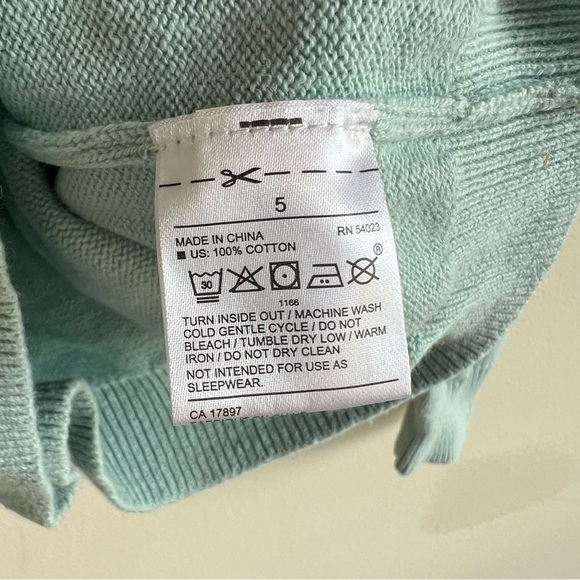 5
MADE IN CHINA
RN 54023
■ US: 100% COTTON
30
®
1166
TURN INSIDE OUT / MACHINE WASH
COLD GENTLE CYCLE / DO NOT
BLEACH / TUMBLE DRY LOW / WARM
IRON / DO NOT DRY CLEAN
NOT INTENDED FOR USE AS
SLEEPWEAR.
CA 17897